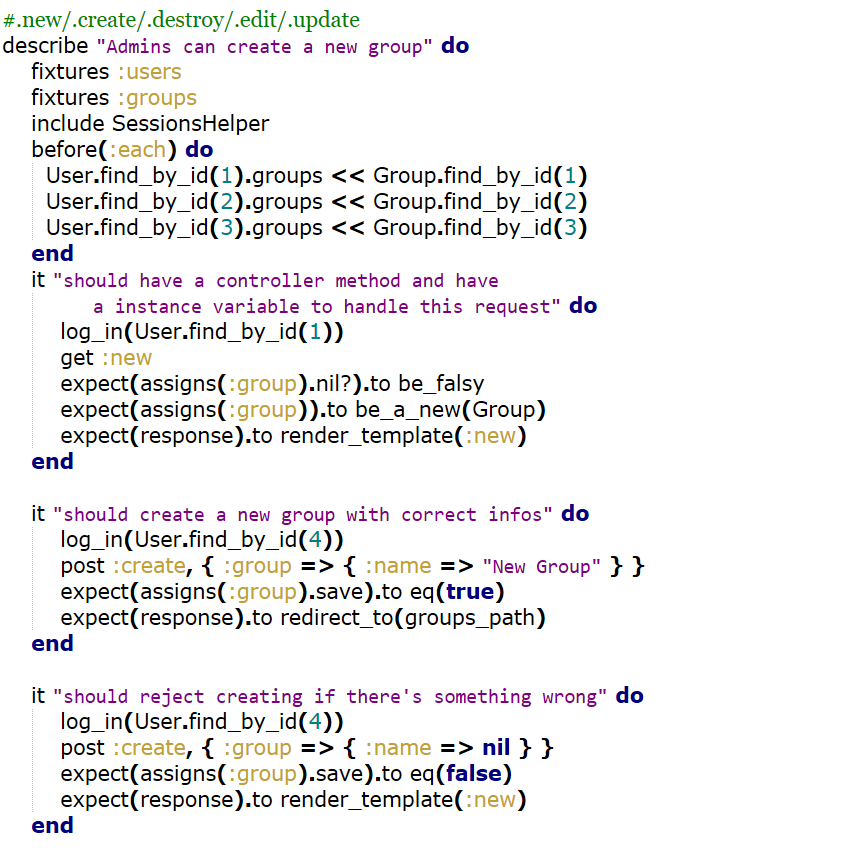 #.new/.create/.destroy/.edit/.update
describe "Admins can create a new group" do
fixtures :users
fixtures :groups
include SessionsHelper
before(:each) do
User.find_by_id(1).groups << Group.find_by_id(1)
User.find_by_id(2).groups << Group.find_by_id(2)
User.find_by_id(3).groups << Group.find_by_id(3)
end
it "should have a controller method and have
a instance variable to handle this request" do
log_in(User.find_by_id(1))
get :new
expect(assigns(:group).nil?).to be_falsy
expect(assigns(:group)).to be_a_new(Group)
expect(response).to render_template(:new)
end
it "should create a new group with correct infos" do
log_in(User.find_by_id(4))
post :create, { :group => { :name => "New Group" } }
expect(assigns(:group).save).to eq(true)
expect(response).to redirect_to(groups_path)
end
it "should reject creating if there's something wrong" do
log_in(User.find_by_id(4))
post :create, { :group => { :name => nil } }
expect(assigns(:group).save).to eq(false)
expect(response).to render_template(:new)
end